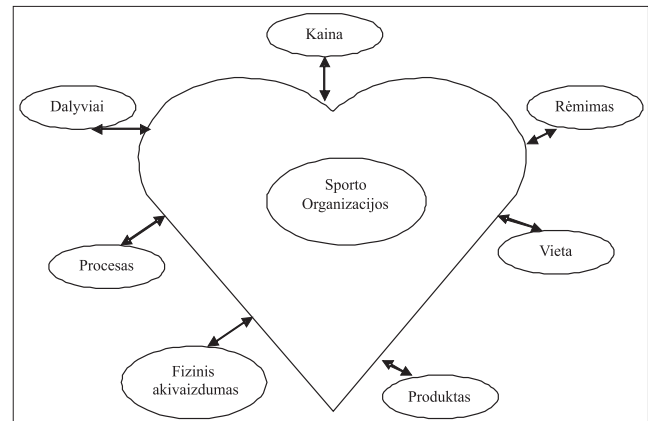 Kaina
Dalyviai
Rėmimas
Sporto
Organizacijos
Procesas
Vieta
Fizinis
akivaizdumas
Produktas